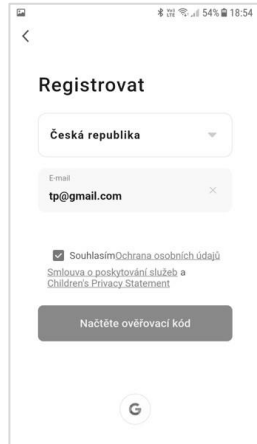 54% 18:54
Registrovat
Česká republika
E-mail
tp@gmail.com
SouhlasímOchrana osobních údajů
Smlouva o poskytování služeb a
Children's Privacy Statement
Načtěte ověřovací kód
G